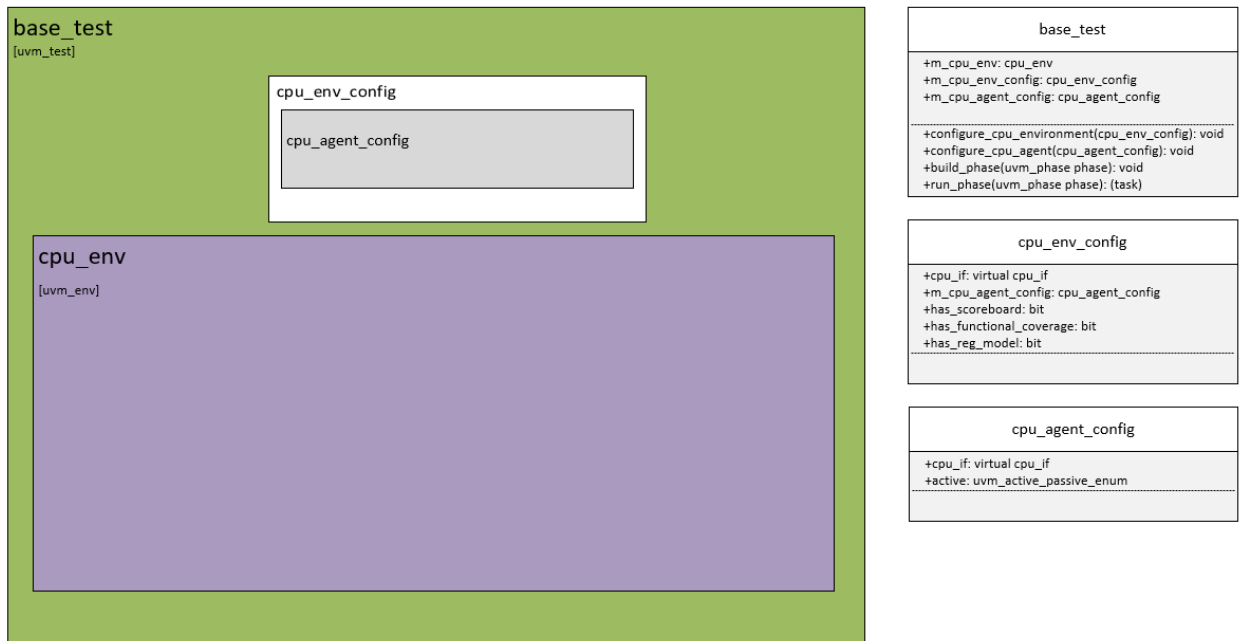 base_test
[uvm_test]
cpu_env_config
cpu_agent_config
cpu_env
[uvm_env]
base_test
+m_cpu_env: cpu_env
+m_cpu_env_config: cpu_env_config
+m_cpu_agent_config: cpu_agent_config
+configure_cpu_environment(cpu_env_config): void
+configure_cpu_agent(cpu_agent_config): void
+build_phase(uvm_phase phase): void
+run_phase(uvm_phase phase): (task)
cpu_env_config
+cpu_if: virtual cpu_if
+m_cpu_agent_config: cpu_agent_config
+has_scoreboard: bit
+has_functional_coverage: bit
+has_reg_model: bit
cpu_agent_config
+cpu_if: virtual cpu_if
+active: uvm_active_passive_enum